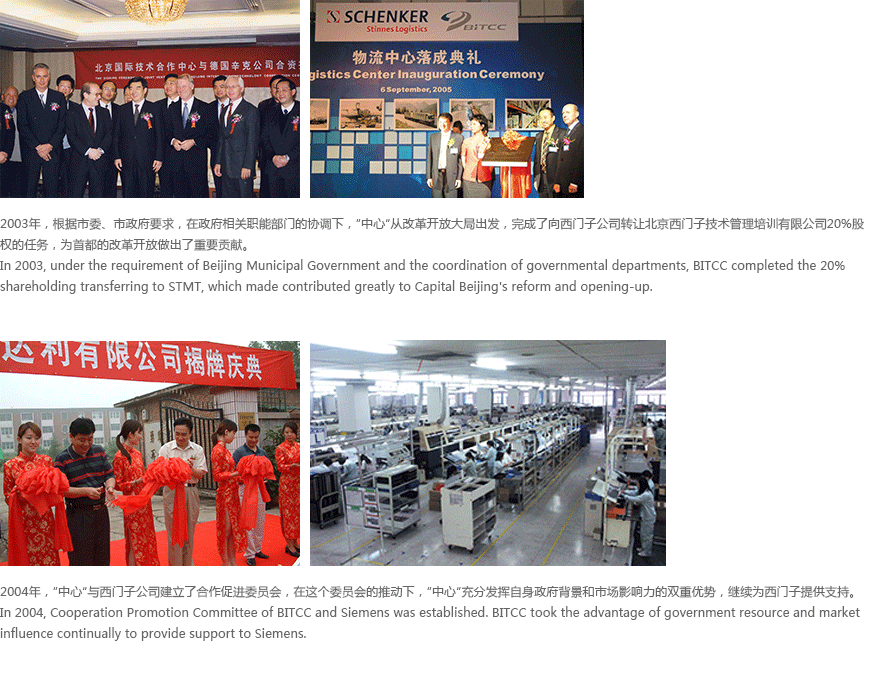 北京国际技术合作中心与德国辛克公司合资
SCHENKER
Stinnes Logistics
BITCC
物流中心落成典礼
gistics Center Inauguration Ceremony
6 September, 2005
2003年，根据市委、市政府要求，在政府相关职能部门的协调下，“中心”从改革开放大局出发，完成了向西门子公司转让北京西门子技术管理培训有限公司20%股
权的任务，为首都的改革开放做出了重要贡献。
In 2003, under the requirement of Beijing Municipal Government and the coordination of governmental departments, BITCC completed the 20%
shareholding transferring to STMT, which made contributed greatly to Capital Beijing's reform and opening-up.
达利有限公司揭牌庆典
2004年，“中心”与西门子公司建立了合作促进委员会，在这个委员会的推动下，“中心”充分发挥自身政府背景和市场影响力的双重优势，继续为西门子提供支持。
In 2004, Cooperation Promotion Committee of BITCC and Siemens was established. BITCC took the advantage of government resource and market
influence continually to provide support to Siemens.